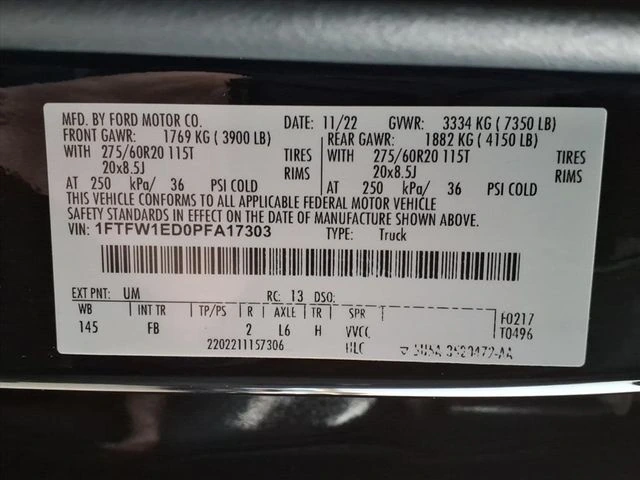 MFD. BY FORD MOTOR CO. DATE: 11/22 GVWR: 3334 KG ( 7350 LB)
FRONT GAWR: 1769 KG ( 3900 LB) REAR GAWR: 1882 KG ( 4150 LB)
WITH 275/60R20 115T TIRES WITH 275/60R20 115T TIRES
20x8.5J RIMS 20x8.5J RIMS
AT 250 kPa/ 36 PSI COLD AT 250 kPa/ 36 PSI COLD
THIS VEHICLE CONFORMS TO ALL APPLICABLE FEDERAL MOTOR VEHICLE
SAFTEY STANDARDS IN EFFECT ON THE DATE OF MANUFACTURE SHOWN ABOVE.
VIN: 1FTFW1ED0PFA17303 TYPE: Truck
EXT PNT: UM RC: 13 DSO:
WB INT TR TP/PS R AXLE TR SPR F0217
145 FB 2 L6 H VVCC T0496
2202211157306 HLC